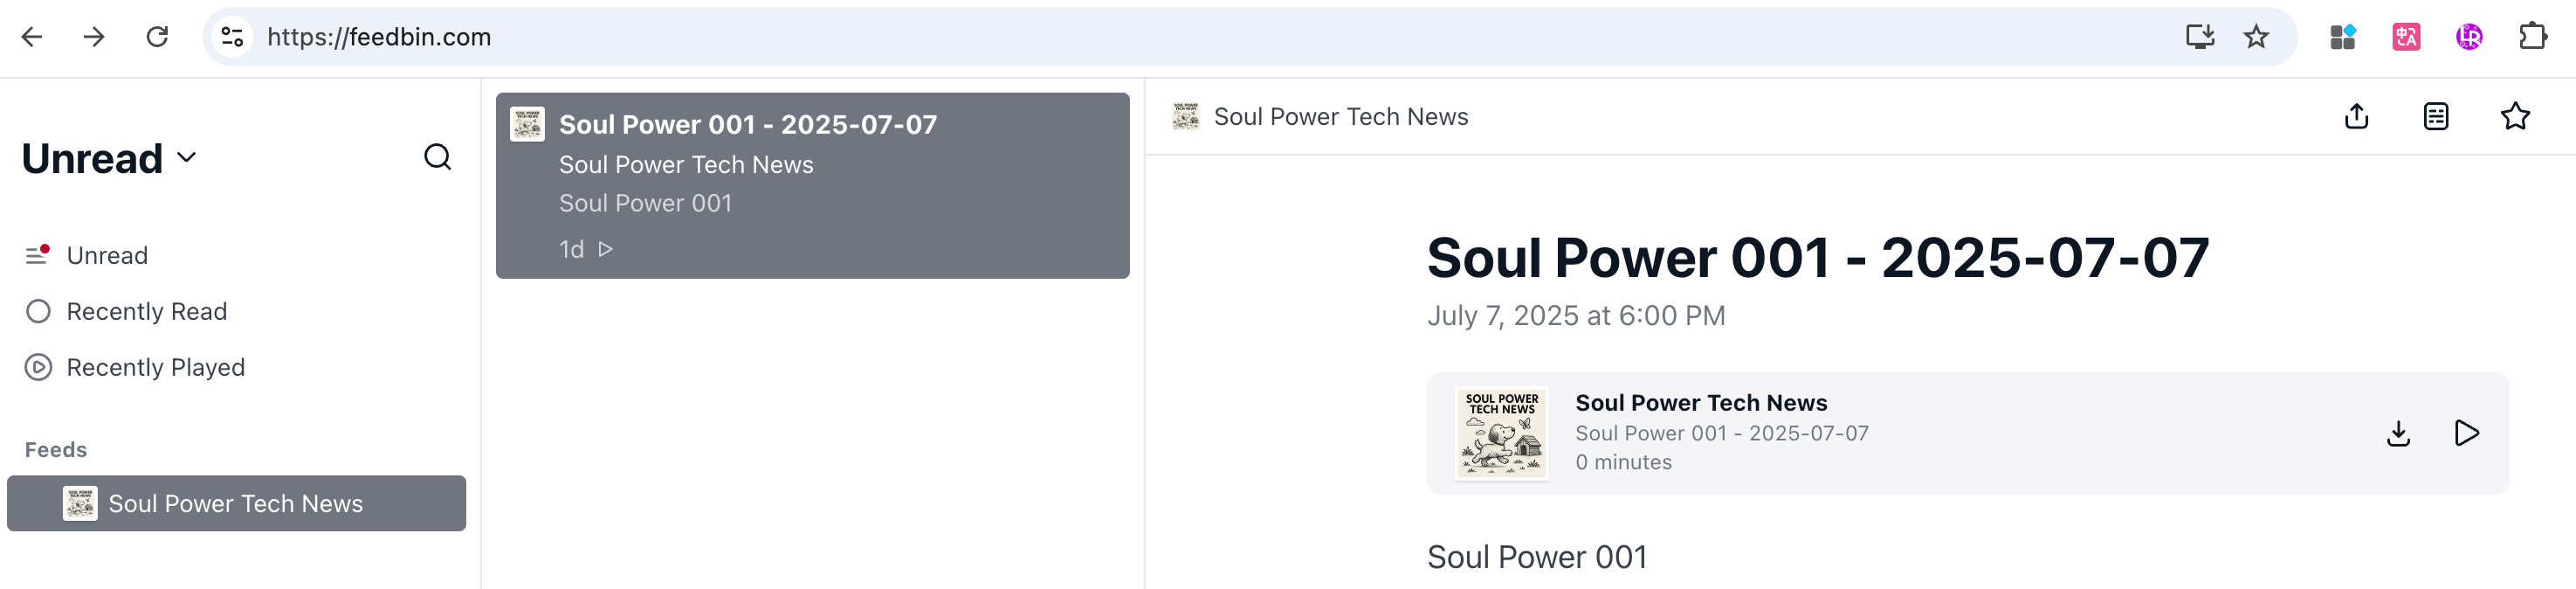 https://feedbin.com
Unread
Unread
Recently Read
Recently Played
Feeds
Soul Power Tech News
Soul Power 001 - 2025-07-07
Soul Power Tech News
Soul Power 001
1d
Soul Power Tech News
Soul Power 001 - 2025-07-07
July 7, 2025 at 6:00 PM
SOUL POWER
TECH NEWS
Soul Power Tech News
Soul Power 001 - 2025-07-07
0 minutes
Soul Power 001